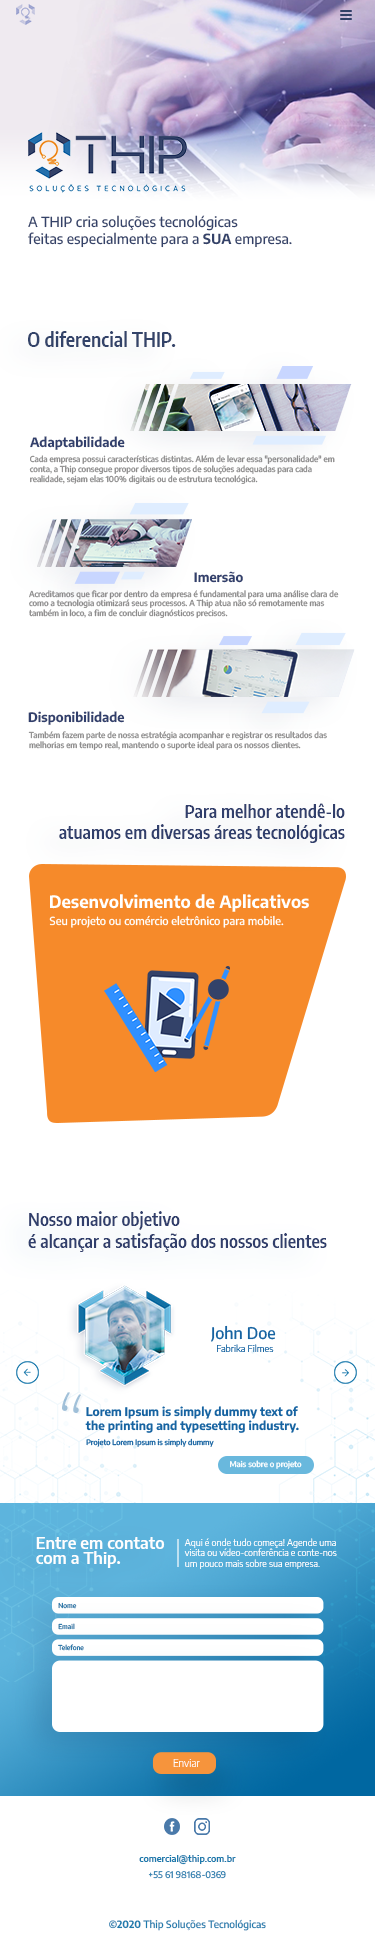 THIP
SOLUÇÕES TECNOLÓGICAS
A THIP cria soluções tecnológicas
feitas especialmente para a SUA empresa.
O diferencial THIP.
Adaptabilidade
Cada empresa possui características distintas. Além de levar essa "personalidade" em
conta, a Thip consegue propor diversos tipos de soluções adequadas para cada
realidade, sejam elas 100% digitais ou de estrutura tecnológica.
Imersão
Acreditamos que ficar por dentro da empresa é fundamental para uma análise clara de
como a tecnologia otimizará seus processos. A Thip atua não só remotamente mas
também in loco, a fim de concluir diagnósticos precisos.
Disponibilidade
Também fazem parte de nossa estratégia acompanhar e registrar os resultados das
melhorias em tempo real, mantendo o suporte ideal para os nossos clientes.
Para melhor atendê-lo
atuamos em diversas áreas tecnológicas
Desenvolvimento de Aplicativos
Seu projeto ou comércio eletrônico para mobile.
Nosso maior objetivo
é alcançar a satisfação dos nossos clientes
John Doe
Fabrika Filmes
“
Lorem Ipsum is simply dummy text of
the printing and typesetting industry.
Projeto Lorem Ipsum is simply dummy
Mais sobre o projeto
Entre em contato
com a Thip.
Aqui é onde tudo começa! Agende uma
visita ou vídeo-conferência e conte-nos
um pouco mais sobre sua empresa.
Nome
Email
Telefone
Enviar
comercial@thip.com.br
+55 61 98168-0369
©2020 Thip Soluções Tecnológicas